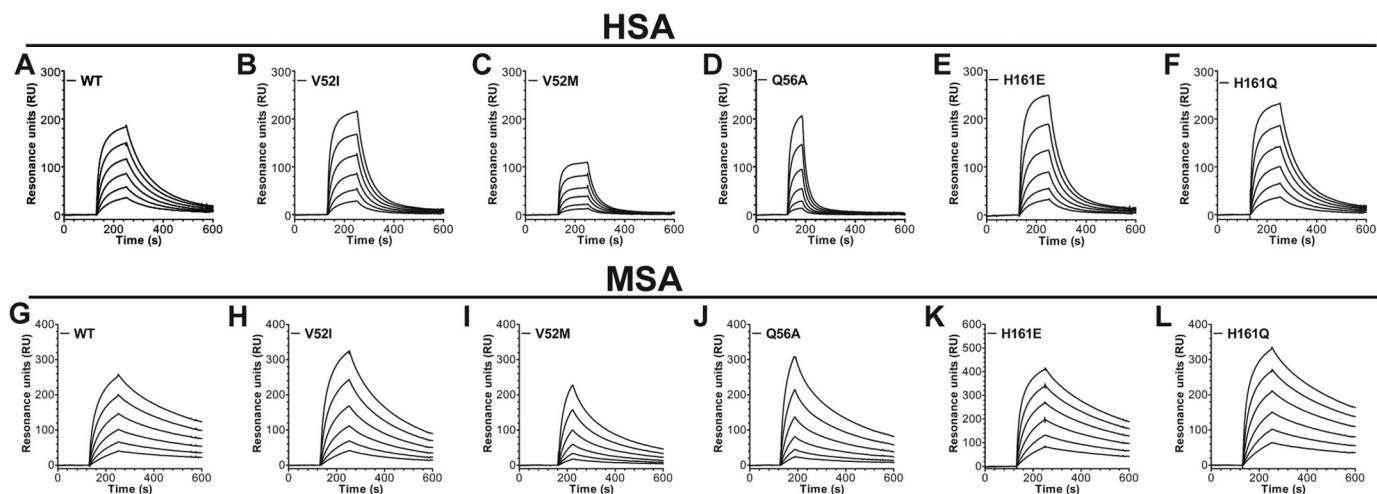 HSA
A
— WT
Resonance units (RU)
300
200
100
0
0 200 400 600
Time (s)
B
— V52I
Resonance units (RU)
300
200
100
0
0 200 400 600
Time (s)
C
— V52M
Resonance units (RU)
300
200
100
0
0 200 400 600
Time (s)
D
— Q56A
Resonance units (RU)
300
200
100
0
0 200 400 600
Time (s)
E
— H161E
Resonance units (RU)
300
200
100
0
0 200 400 600
Time (s)
F
— H161Q
Resonance units (RU)
300
200
100
0
0 200 400 600
Time (s)
MSA
G
— WT
Resonance units (RU)
400
300
200
100
0
0 200 400 600
Time (s)
H
— V52I
Resonance units (RU)
400
300
200
100
0
0 200 400 600
Time (s)
I
— V52M
Resonance units (RU)
400
300
200
100
0
0 200 400 600
Time (s)
J
— Q56A
Resonance units (RU)
400
300
200
100
0
0 200 400 600
Time (s)
K
— H161E
Resonance units (RU)
600
500
400
300
200
100
0
0 200 400 600
Time (s)
L
— H161Q
Resonance units (RU)
400
300
200
100
0
0 200 400 600
Time (s)